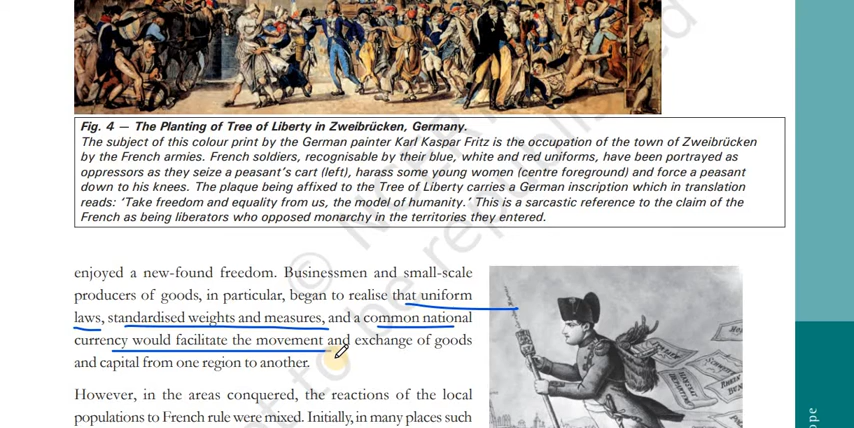 Fig. 4 — The Planting of Tree of Liberty in Zweibrücken, Germany.
The subject of this colour print by the German painter Karl Kaspar Fritz is the occupation of the town of Zweibrücken
by the French armies. French soldiers, recognisable by their blue, white and red uniforms, have been portrayed as
oppressors as they seize a peasant's cart (left), harass some young women (centre foreground) and force a peasant
down to his knees. The plaque being affixed to the Tree of Liberty carries a German inscription which in translation
reads: 'Take freedom and equality from us, the model of humanity.' This is a sarcastic reference to the claim of the
French as being liberators who opposed monarchy in the territories they entered.
enjoyed a new-found freedom. Businessmen and small-scale
producers of goods, in particular, began to realise that uniform
laws, standardised weights and measures, and a common national
currency would facilitate the movement and exchange of goods
and capital from one region to another.
However, in the areas conquered, the reactions of the local
populations to French rule were mixed. Initially, in many places such
ope